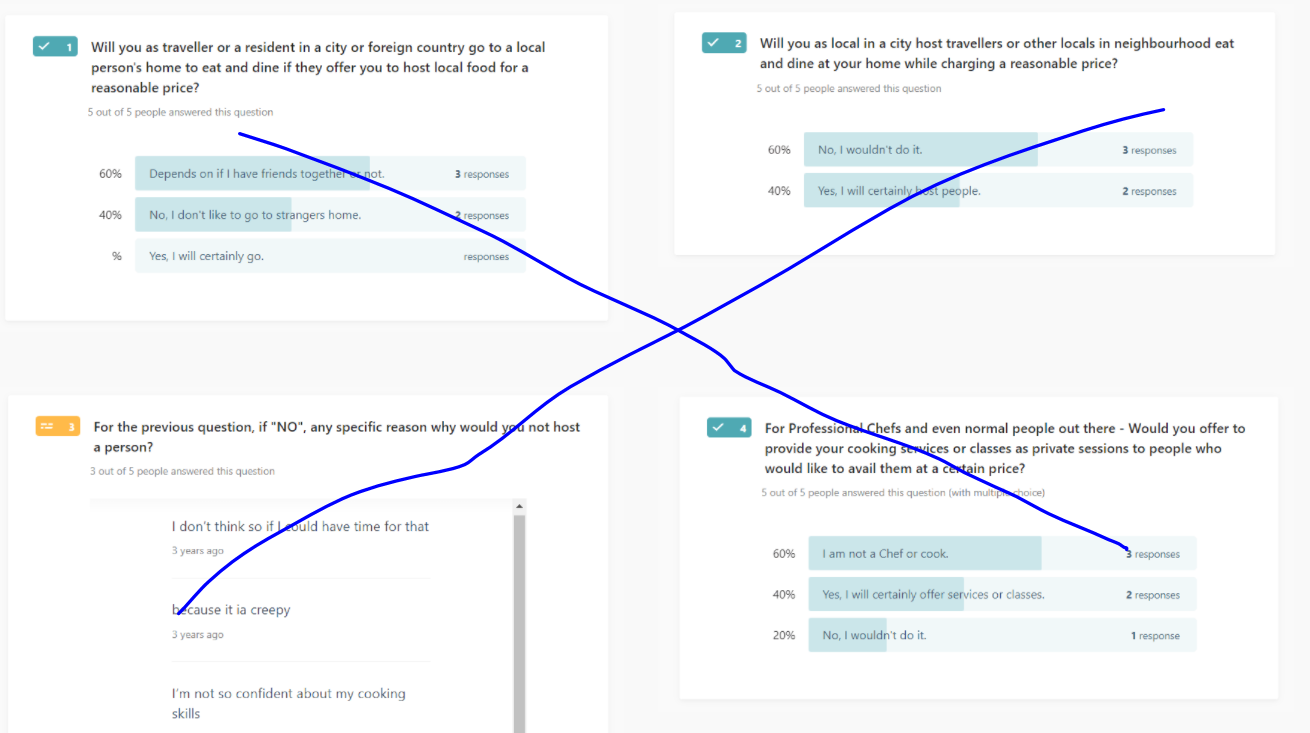 1
Will you as traveller or a resident in a city or foreign country go to a local
person's home to eat and dine if they offer you to host local food for a
reasonable price?
5 out of 5 people answered this question
60% Depends on if I have friends together or not. 3 responses
40% No, I don't like to go to strangers home. 2 responses
% Yes, I will certainly go. responses
2
Will you as local in a city host travellers or other locals in neighbourhood eat
and dine at your home while charging a reasonable price?
5 out of 5 people answered this question
60% No, I wouldn't do it. 3 responses
40% Yes, I will certainly host people. 2 responses
3
For the previous question, if "NO", any specific reason why would you not host
a person?
3 out of 5 people answered this question
I don't think so if I could have time for that
3 years ago
because it ia creepy
3 years ago
I'm not so confident about my cooking
skills
4
For Professional Chefs and even normal people out there - Would you offer to
provide your cooking services or classes as private sessions to people who
would like to avail them at a certain price?
5 out of 5 people answered this question (with multiple choice)
60% I am not a Chef or cook. 3 responses
40% Yes, I will certainly offer services or classes. 2 responses
20% No, I wouldn't do it. 1 response